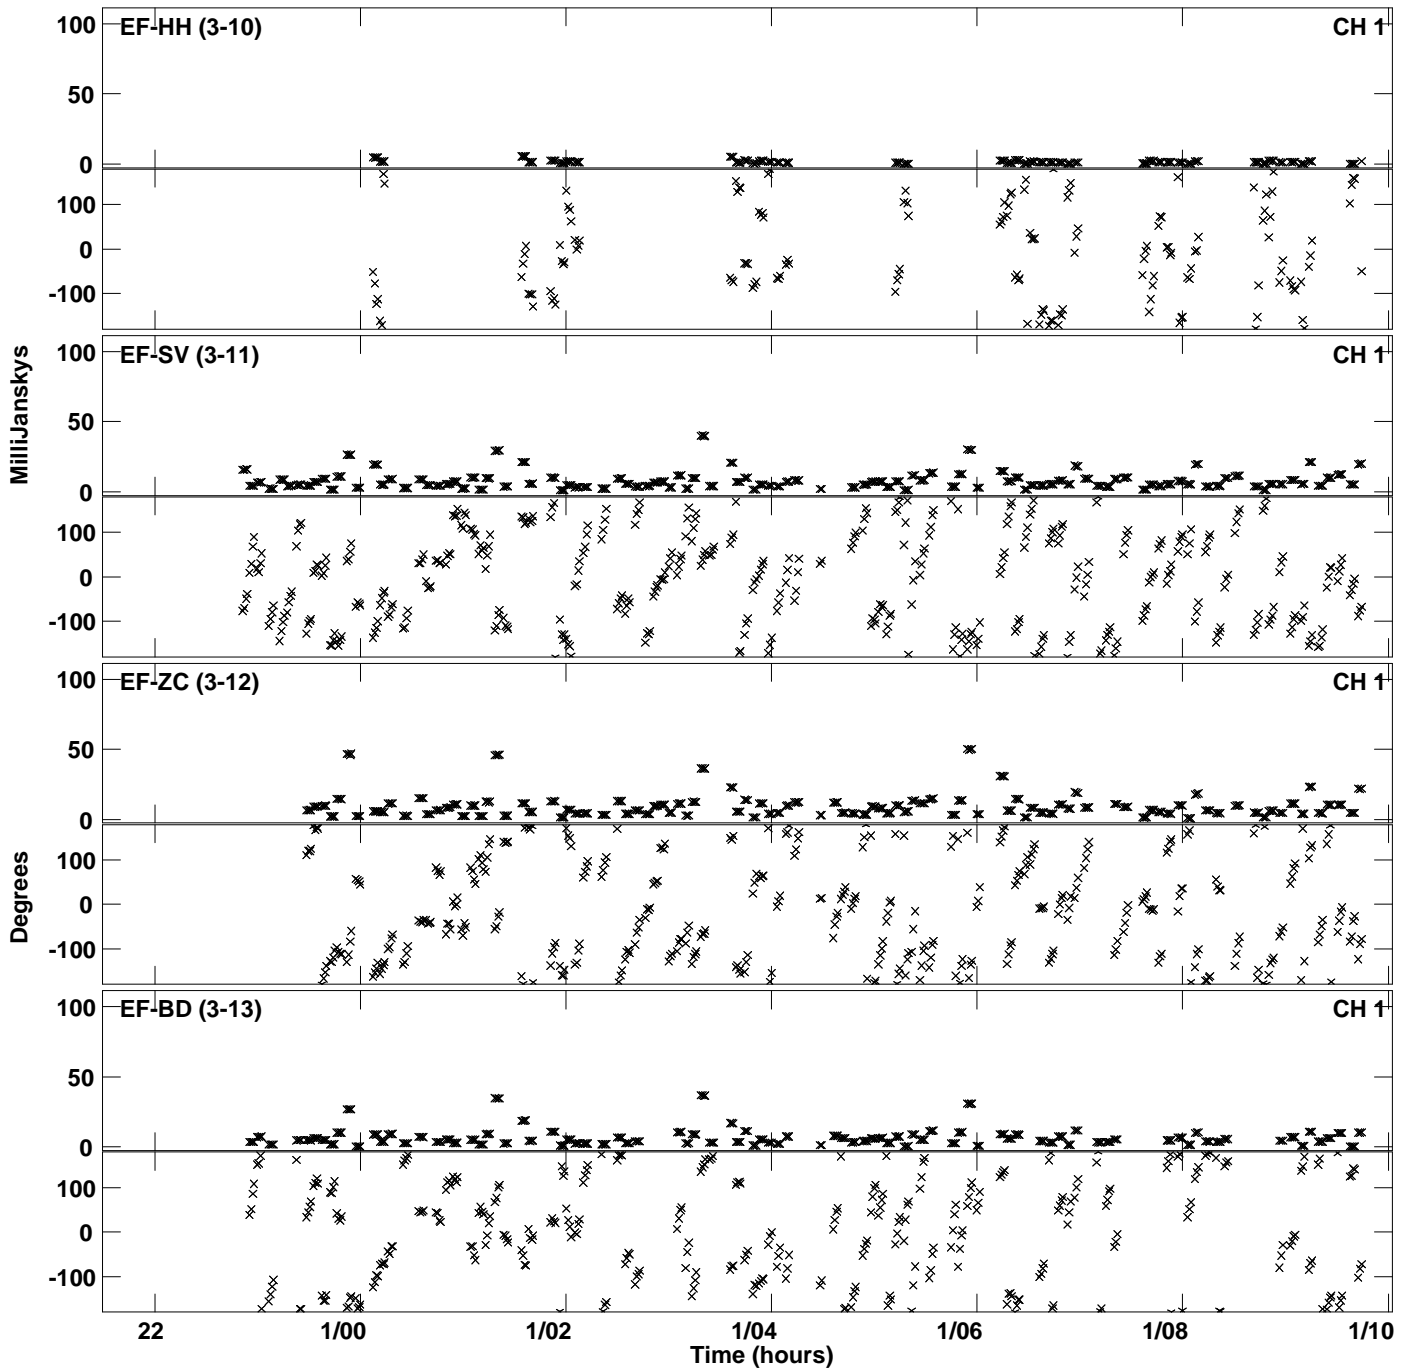 100 EF-HH (3-10) CH 1
50
0
100
0
-100
100 EF-SV (3-11) CH 1
50
0
100
0
-100
MilliJanskys
100 EF-ZC (3-12) CH 1
50
0
100
0
-100
Degrees
100 EF-BD (3-13) CH 1
50
0
100
0
-100
22 1/00 1/02 1/04 1/06 1/08 1/10
Time (hours)